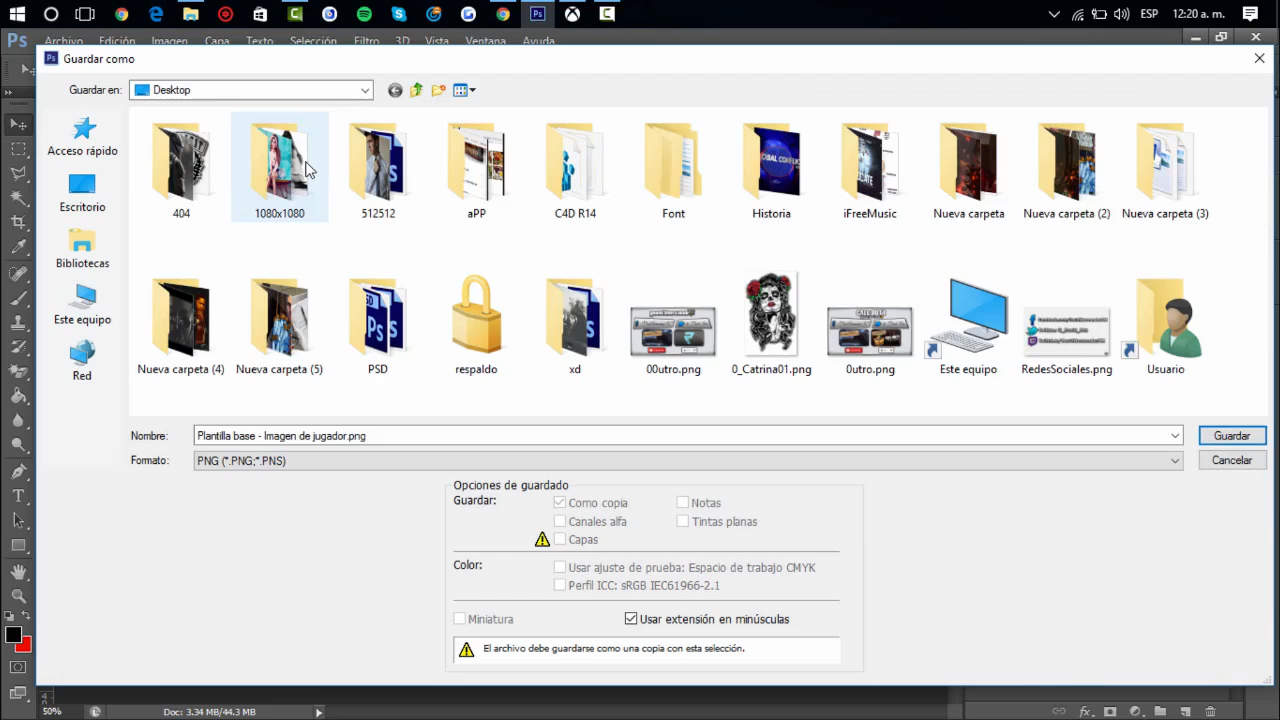 ESP 12:20 a. m.
Ps Archivo Edición Imagen Capa Texto Selección Filtro 3D Vista Ventana Ayuda
Guardar como
Guardar en: Desktop
Acceso rápido
Escritorio
Bibliotecas
Este equipo
Red
404 1080x1080 512512 aPP C4D R14 Font Historia iFreeMusic Nueva carpeta Nueva carpeta (2) Nueva carpeta (3)
Nueva carpeta (4) Nueva carpeta (5) PSD respaldo xd 00utro.png 0_Catrina01.png 0utro.png Este equipo RedesSociales.png Usuario
Nombre: Plantilla base - Imagen de jugador.png Guardar
Formato: PNG (*.PNG;*.PNS) Cancelar
Opciones de guardado
Guardar: Como copia Notas
Canales alfa Tintas planas
Capas
Color: Usar ajuste de prueba: Espacio de trabajo CMYK
Perfil ICC: sRGB IEC61966-2.1
Miniatura Usar extensión en minúsculas
El archivo debe guardarse como una copia con esta selección.
50% Doc: 3.34 MB/44.3 MB